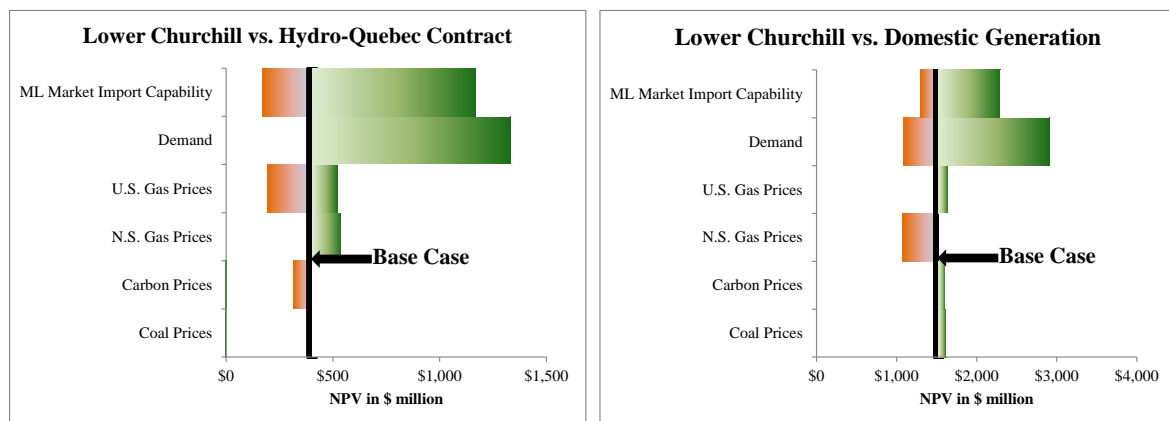 Lower Churchill vs. Hydro-Quebec Contract
ML Market Import Capability
Demand
U.S. Gas Prices
N.S. Gas Prices
Base Case
Carbon Prices
Coal Prices
$0 $500 $1,000 $1,500
NPV in $ million
Lower Churchill vs. Domestic Generation
ML Market Import Capability
Demand
U.S. Gas Prices
N.S. Gas Prices
Base Case
Carbon Prices
Coal Prices
$0 $1,000 $2,000 $3,000 $4,000
NPV in $ million